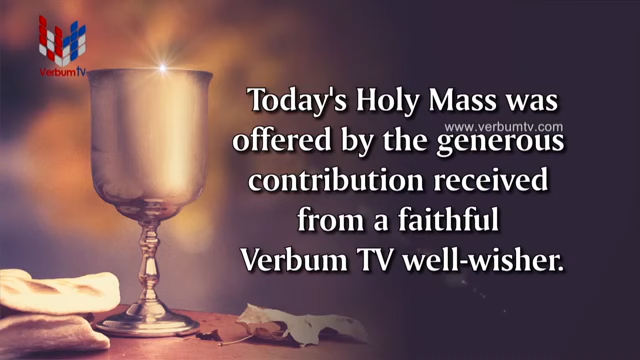 VerbumTV
Today's Holy Mass was
www.verbumtv.com
offered by the generous
contribution received
from a faithful
Verbum TV well-wisher.